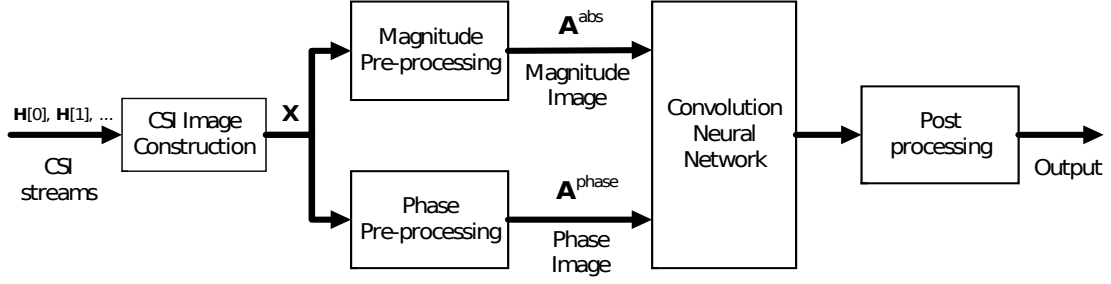 H[0], H[1], ...
CSI
streams
CSI Image
Construction
X
Magnitude
Pre-processing
A^abs
Magnitude
Image
Phase
Pre-processing
A^phase
Phase
Image
Convolution
Neural
Network
Post
processing
Output